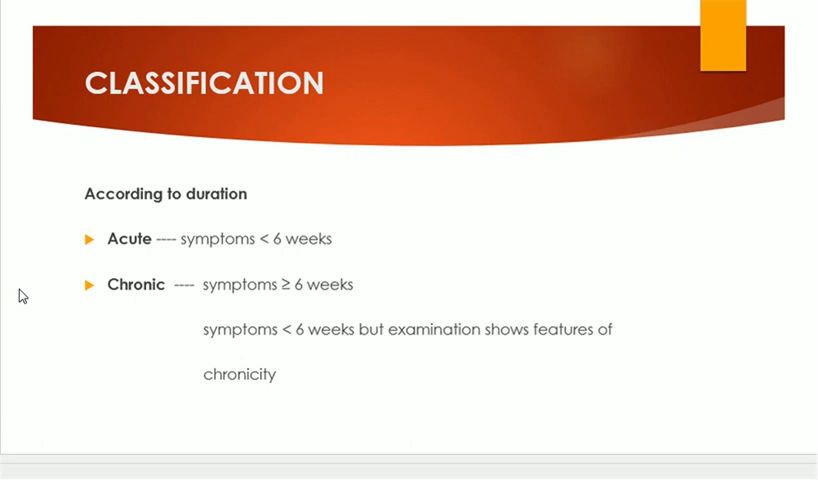 CLASSIFICATION
According to duration
Acute ---- symptoms < 6 weeks
Chronic ---- symptoms ≥ 6 weeks
symptoms < 6 weeks but examination shows features of
chronicity